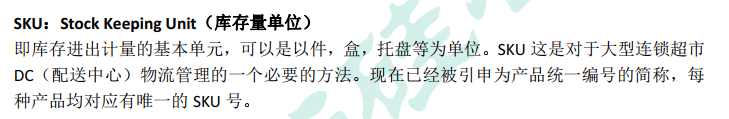 SKU：Stock Keeping Unit（库存量单位）
即库存进出计量的基本单元，可以是以件，盒，托盘等为单位。SKU 这是对于大型连锁超市
DC（配送中心）物流管理的一个必要的方法。现在已经被引申为产品统一编号的简称，每
种产品均对应有唯一的 SKU 号。